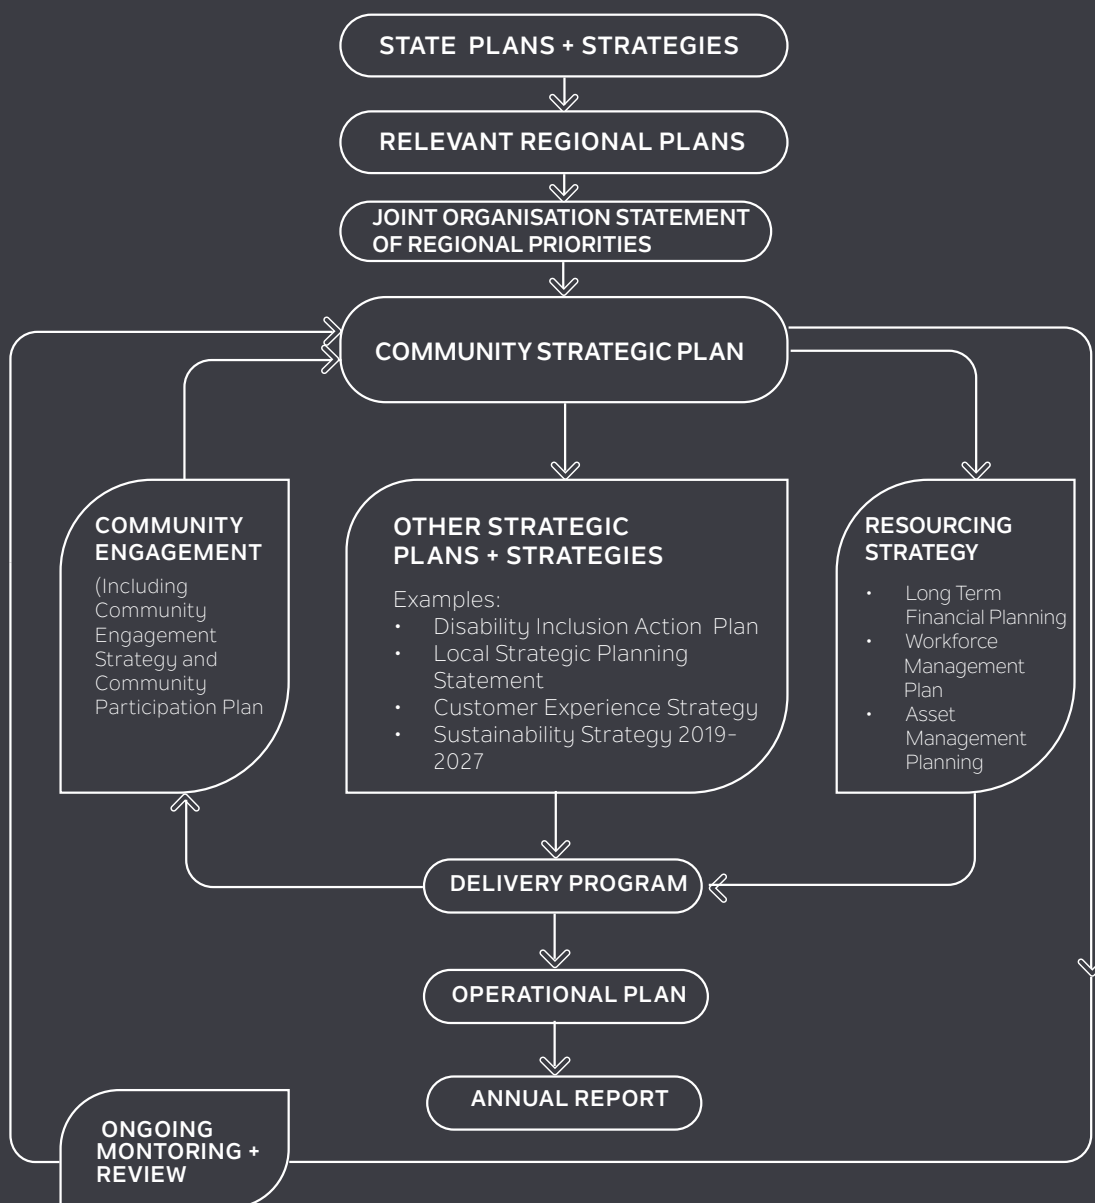 STATE PLANS + STRATEGIES
RELEVANT REGIONAL PLANS
JOINT ORGANISATION STATEMENT
OF REGIONAL PRIORITIES
COMMUNITY STRATEGIC PLAN
COMMUNITY
ENGAGEMENT
(Including
Community
Engagement
Strategy and
Community
Participation Plan
OTHER STRATEGIC
PLANS + STRATEGIES
Examples:
• Disability Inclusion Action Plan
• Local Strategic Planning
Statement
• Customer Experience Strategy
• Sustainability Strategy 2019-
2027
RESOURCING
STRATEGY
• Long Term
Financial Planning
• Workforce
Management
Plan
• Asset
Management
Planning
DELIVERY PROGRAM
OPERATIONAL PLAN
ANNUAL REPORT
ONGOING
MONTORING +
REVIEW